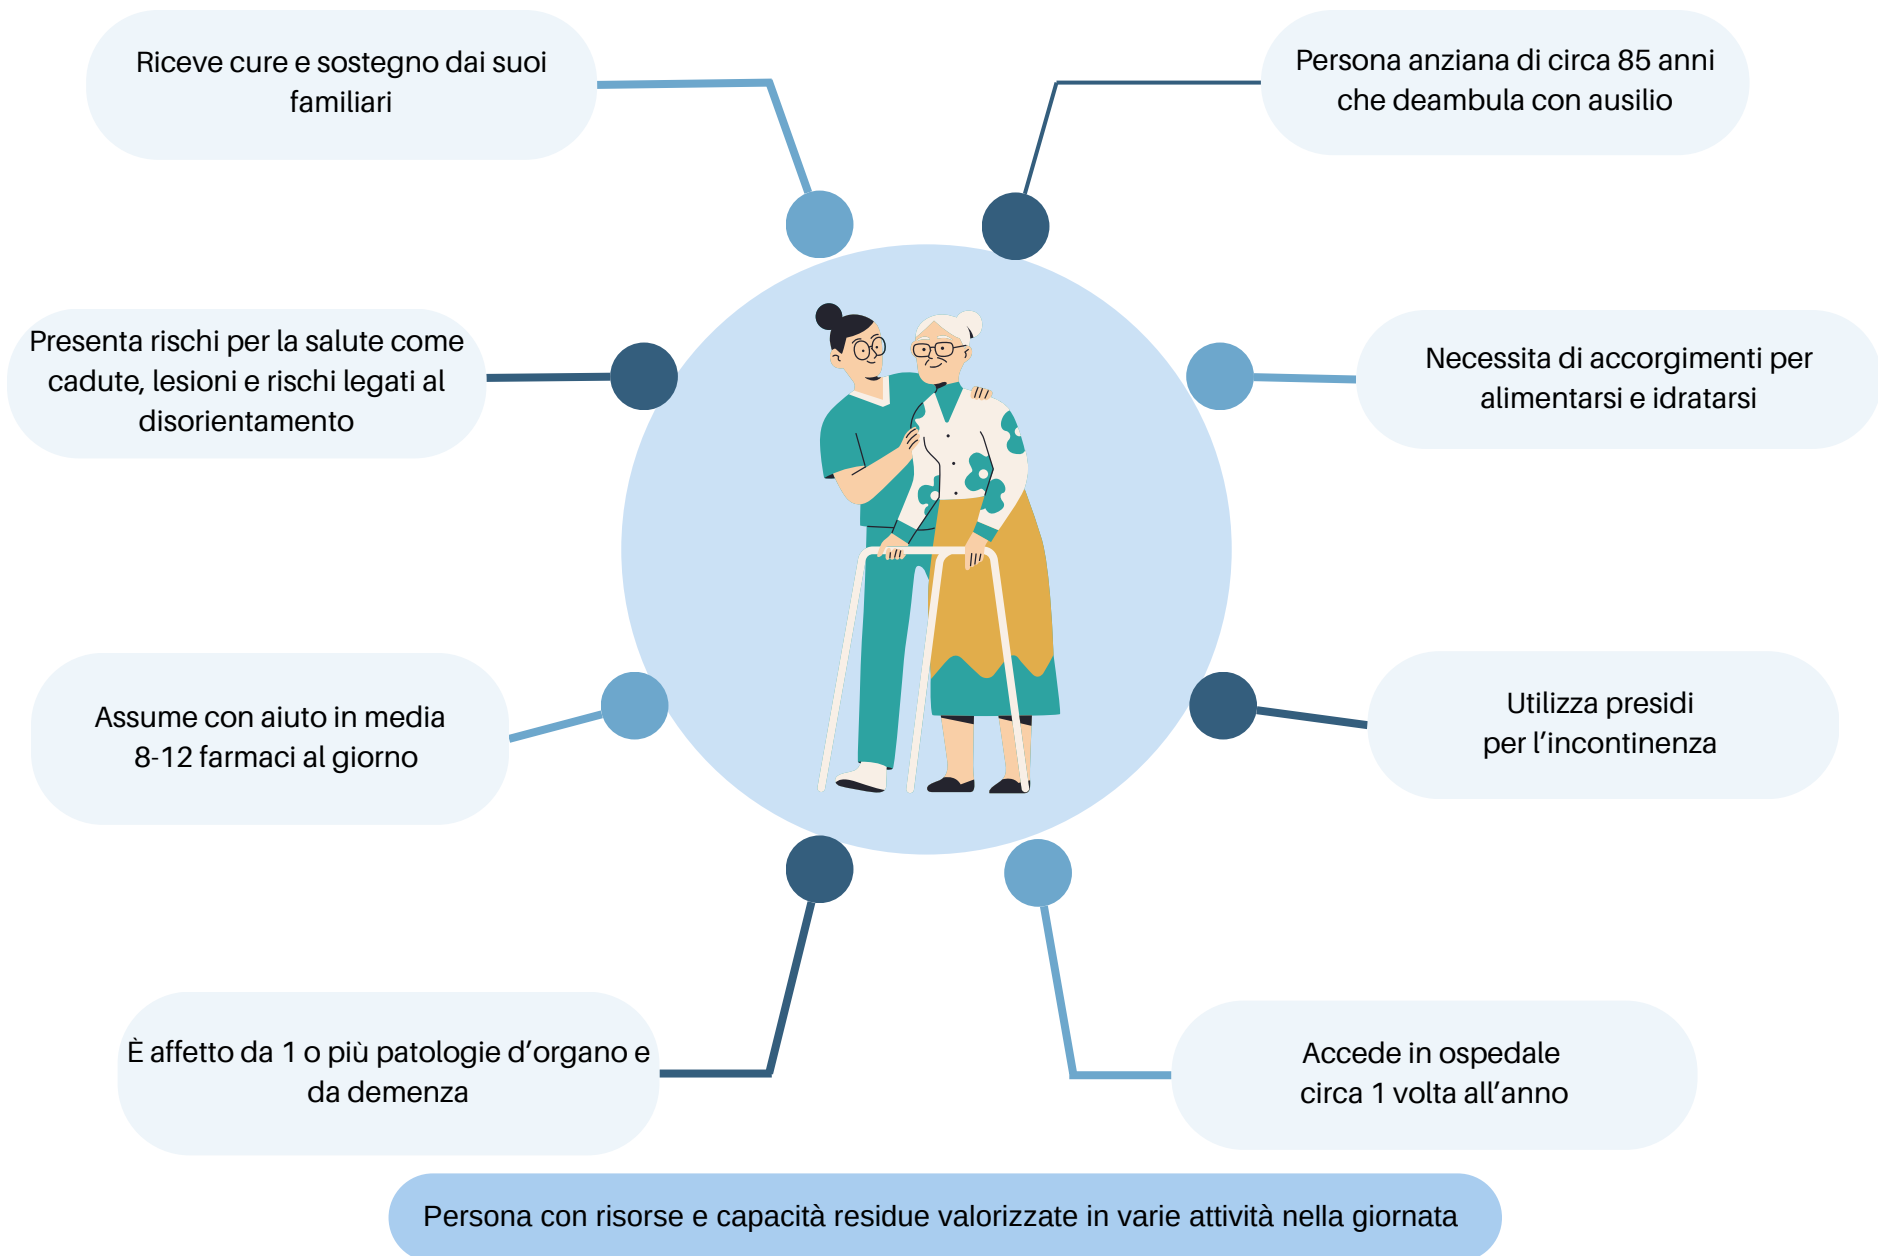 Riceve cure e sostegno dai suoi
familiari
Persona anziana di circa 85 anni
che deambula con ausilio
Presenta rischi per la salute come
cadute, lesioni e rischi legati al
disorientamento
Necessita di accorgimenti per
alimentarsi e idratarsi
Assume con aiuto in media
8-12 farmaci al giorno
Utilizza presidi
per l’incontinenza
È affetto da 1 o più patologie d’organo e
da demenza
Accede in ospedale
circa 1 volta all’anno
Persona con risorse e capacità residue valorizzate in varie attività nella giornata